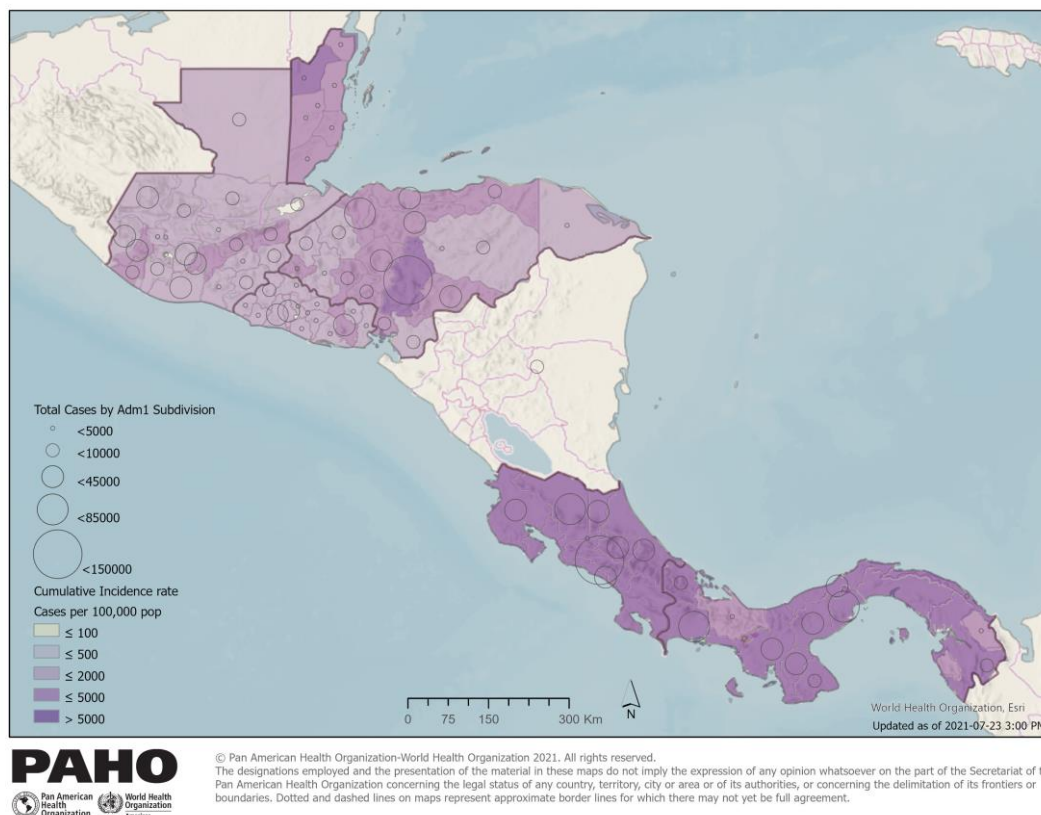 Total Cases by Adm1 Subdivision
<5000
<10000
<45000
<85000
<150000
Cumulative Incidence rate
Cases per 100,000 pop
≤ 100
≤ 500
≤ 2000
≤ 5000
> 5000
0 75 150 300 Km
N
World Health Organization, Esri
Updated as of 2021-07-23 3:00 PM
PAHO
Pan American
Health
Organization
World Health
Organization
© Pan American Health Organization-World Health Organization 2021. All rights reserved.
The designations employed and the presentation of the material in these maps do not imply the expression of any opinion whatsoever on the part of the Secretariat of
Pan American Health Organization concerning the legal status of any country, territory, city or area or of its authorities, or concerning the delimitation of its frontiers or
boundaries. Dotted and dashed lines on maps represent approximate border lines for which there may not yet be full agreement.